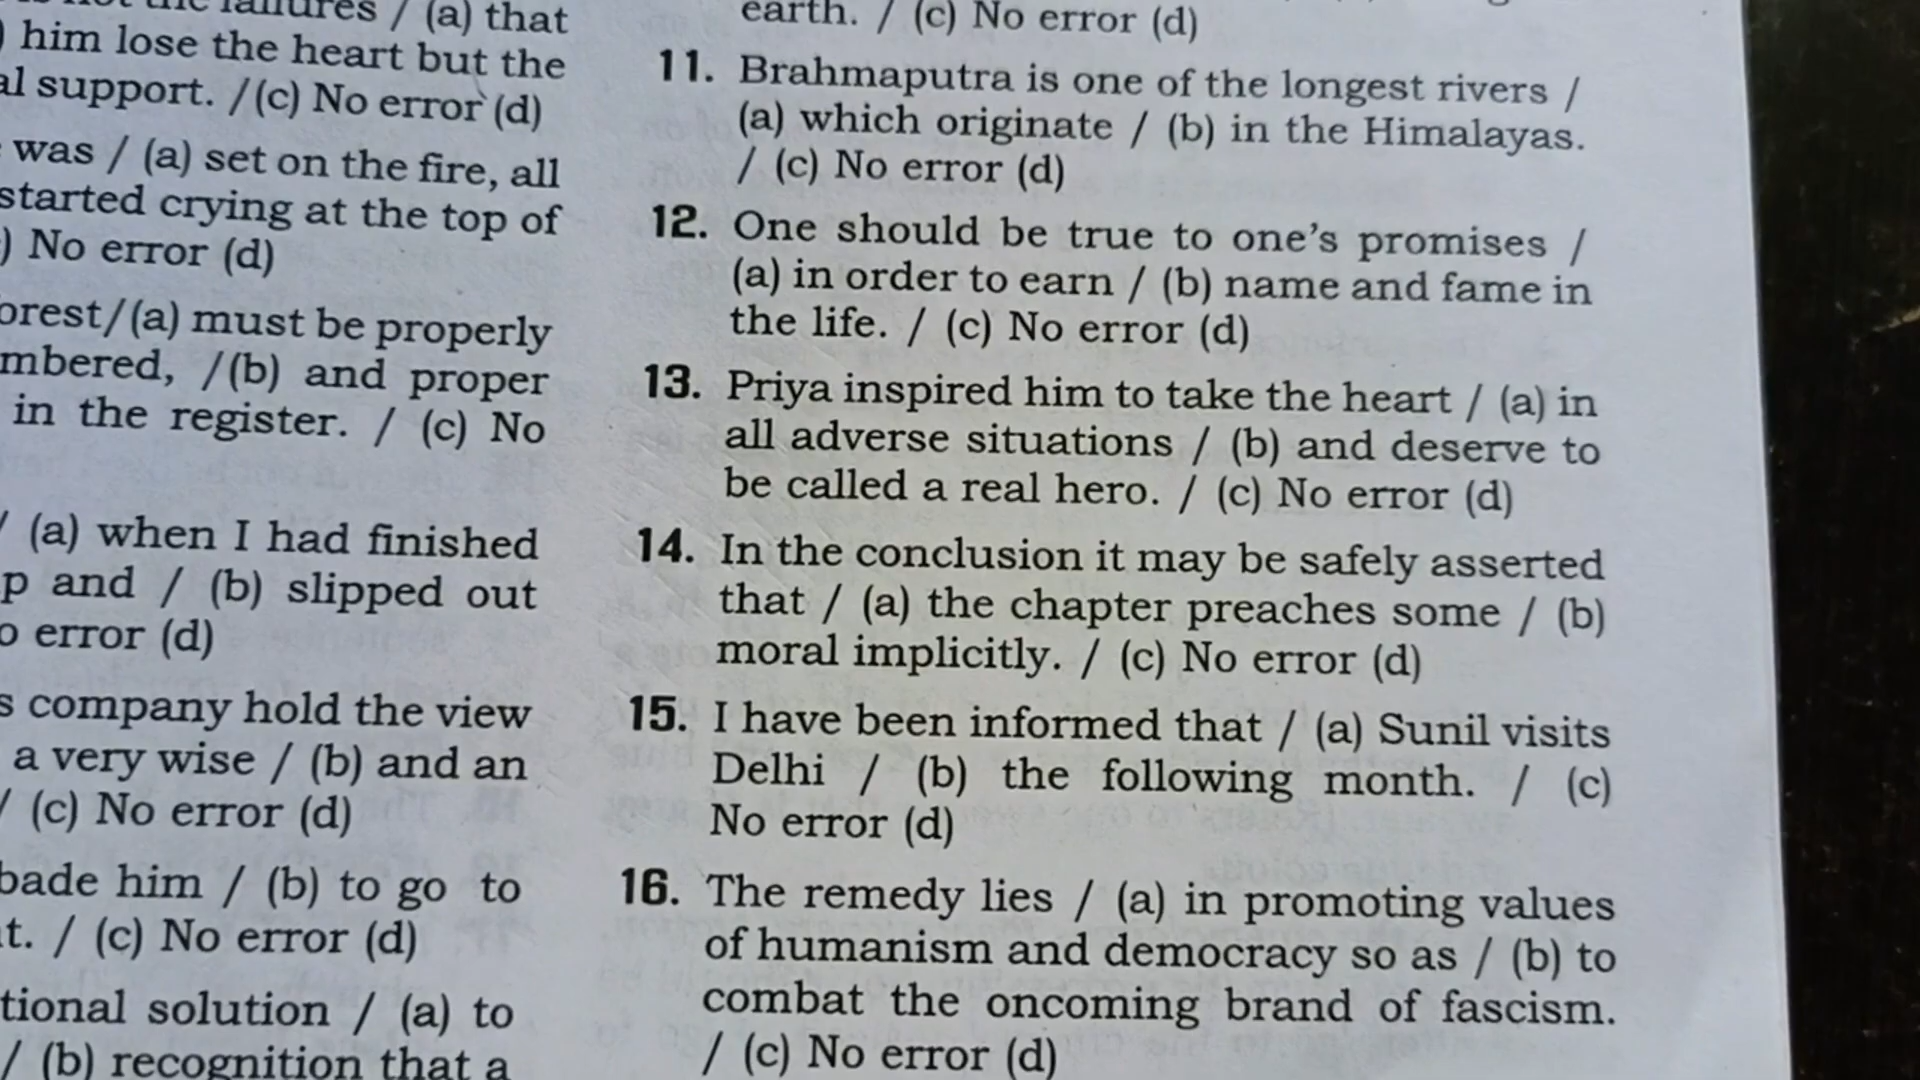 the failures / (a) that
him lose the heart but the
al support. /(c) No error (d)
was / (a) set on the fire, all
started crying at the top of
) No error (d)
orest/(a) must be properly
mbered, /(b) and proper
in the register. / (c) No
/ (a) when I had finished
p and / (b) slipped out
o error (d)
s company hold the view
a very wise / (b) and an
/ (c) No error (d)
bade him / (b) to go to
t. / (c) No error (d)
tional solution / (a) to
/ (b) recognition that a
earth. / (c) No error (d)
11. Brahmaputra is one of the longest rivers /
(a) which originate / (b) in the Himalayas.
/ (c) No error (d)
12. One should be true to one's promises /
(a) in order to earn / (b) name and fame in
the life. / (c) No error (d)
13. Priya inspired him to take the heart / (a) in
all adverse situations / (b) and deserve to
be called a real hero. / (c) No error (d)
14. In the conclusion it may be safely asserted
that / (a) the chapter preaches some / (b)
moral implicitly. / (c) No error (d)
15. I have been informed that / (a) Sunil visits
Delhi / (b) the following month. / (c)
No error (d)
16. The remedy lies / (a) in promoting values
of humanism and democracy so as / (b) to
combat the oncoming brand of fascism.
/ (c) No error (d)